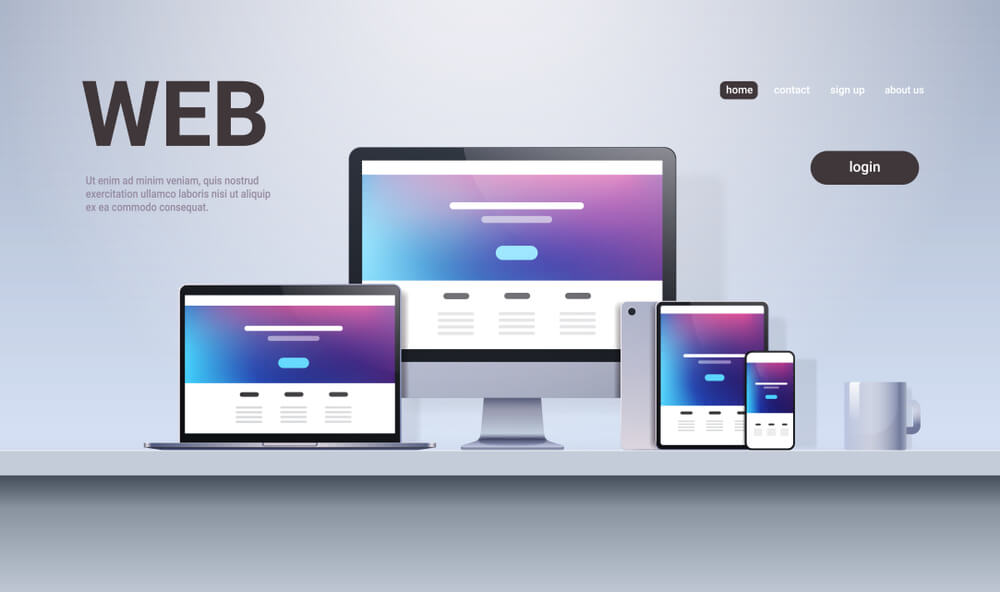 WEB
Ut enim ad minim veniam, quis nostrud
exercitation ullamco laboris nisi ut aliquip
ex ea commodo consequat.
home contact sign up about us
login